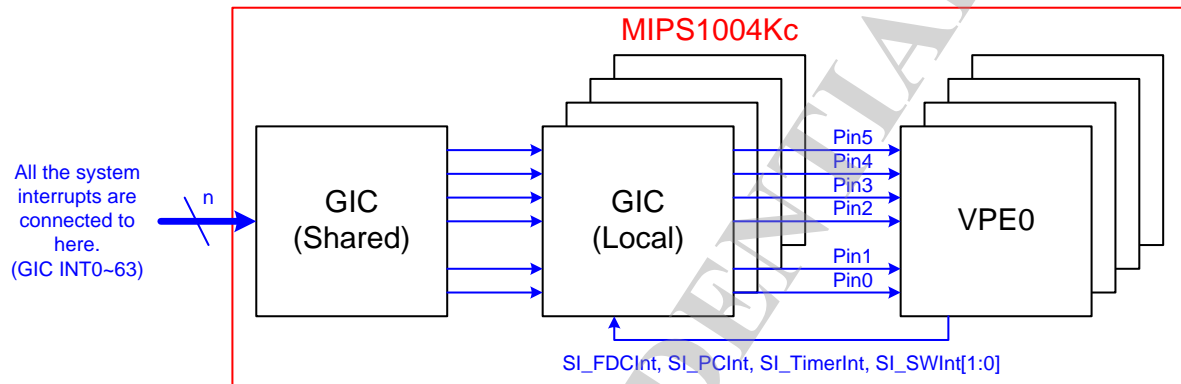 MIPS1004Kc
All the system
interrupts are
connected to
here.
(GIC INT0~63)
n
GIC
(Shared)
GIC
(Local)
Pin5
Pin4
Pin3
Pin2
Pin1
Pin0
VPE0
SI_FDCInt, SI_PCInt, SI_TimerInt, SI_SWInt[1:0]
DENTIA